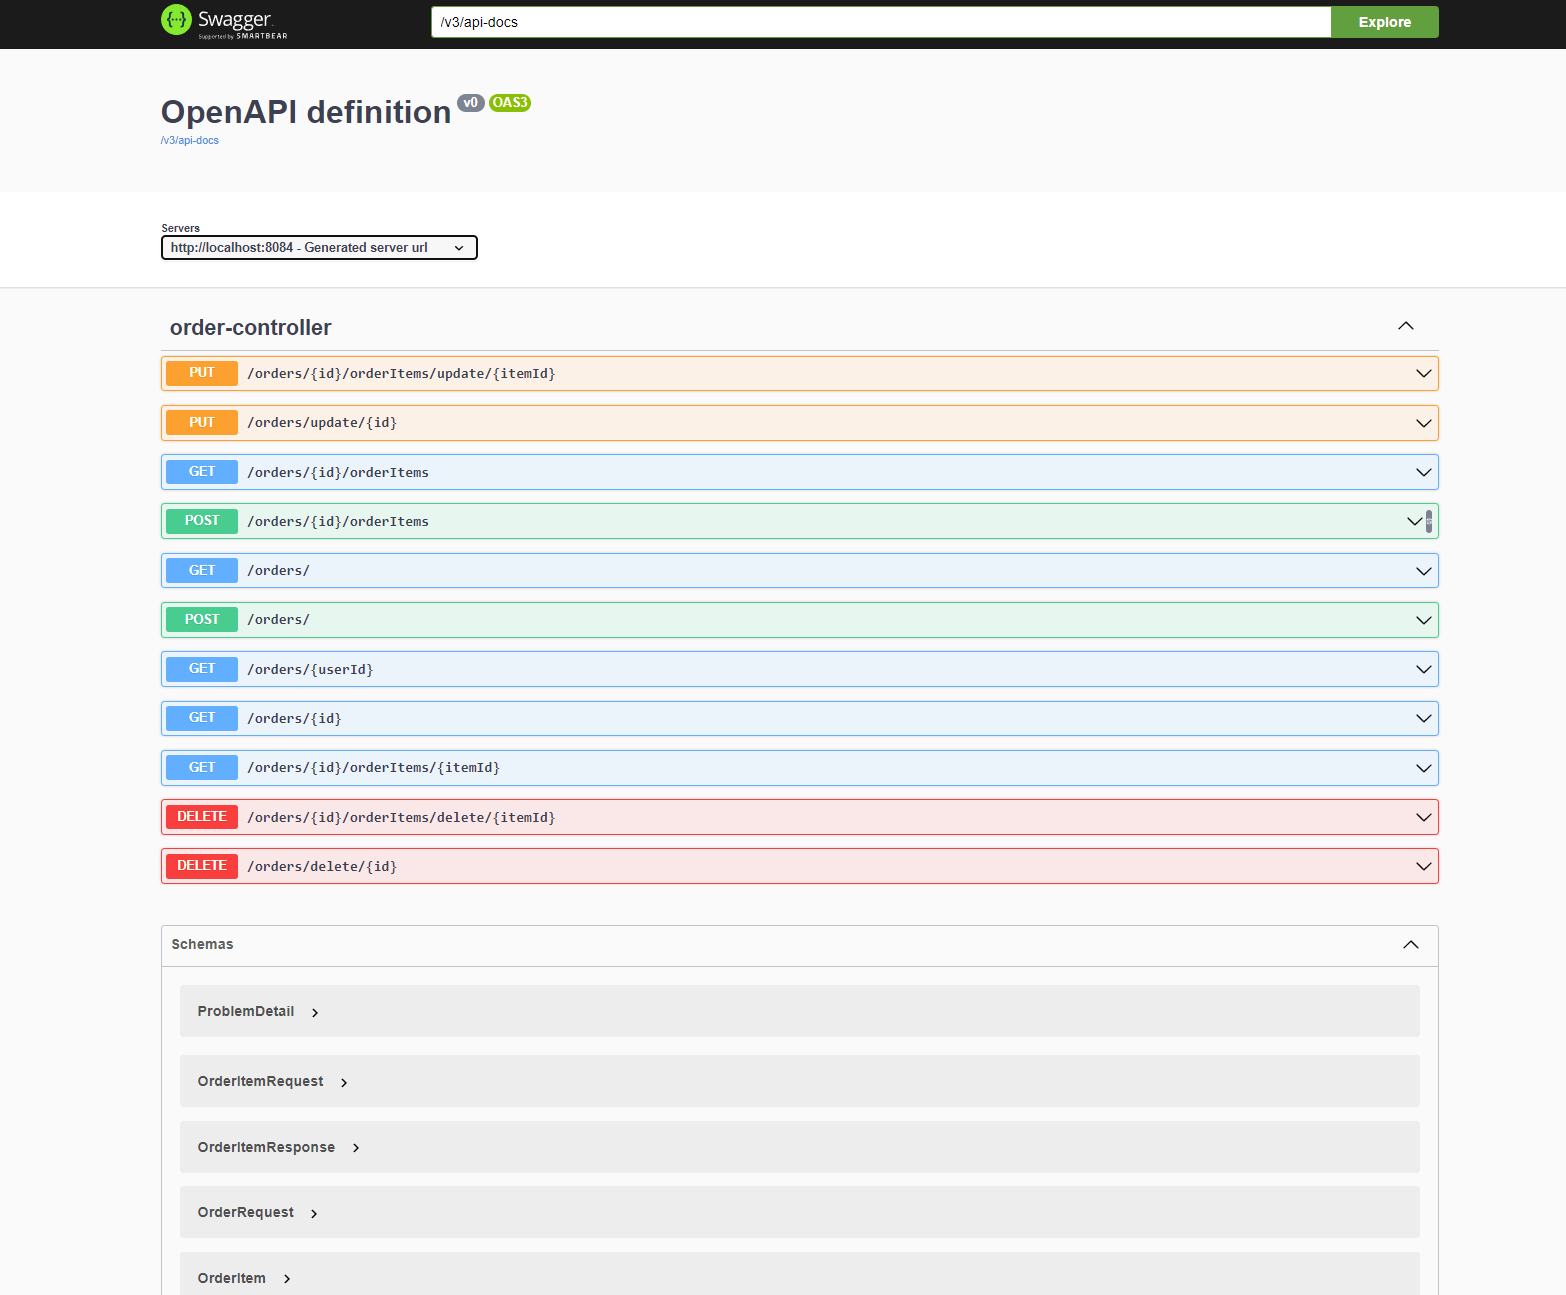 Swagger
Supported by SMARTBEAR
/v3/api-docs
Explore
OpenAPI definition v0 OAS3
/v3/api-docs
Servers
http://localhost:8084 - Generated server url
order-controller
PUT /orders/{id}/orderItems/update/{itemId}
PUT /orders/update/{id}
GET /orders/{id}/orderItems
POST /orders/{id}/orderItems
GET /orders/
POST /orders/
GET /orders/{userId}
GET /orders/{id}
GET /orders/{id}/orderItems/{itemId}
DELETE /orders/{id}/orderItems/delete/{itemId}
DELETE /orders/delete/{id}
Schemas
ProblemDetail
OrderItemRequest
OrderItemResponse
OrderRequest
OrderItem